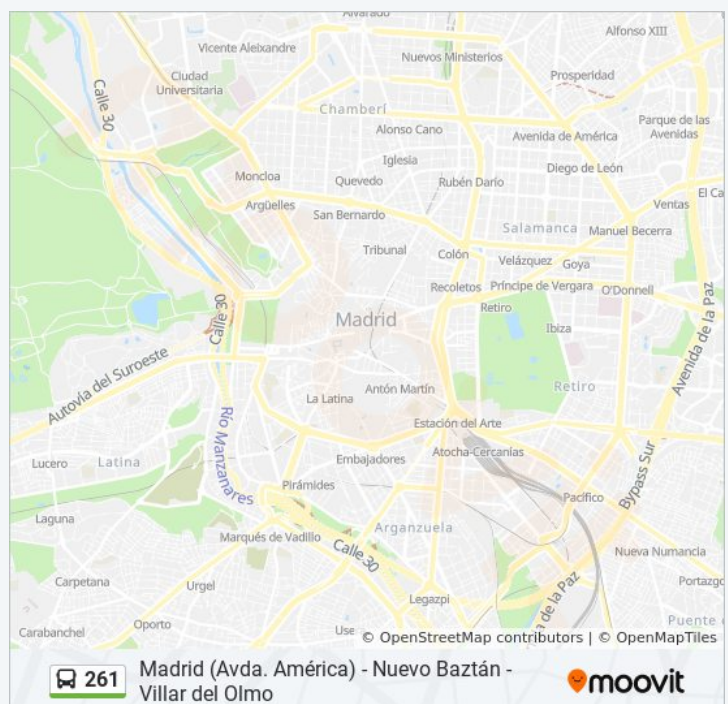 Alvarado
Alfonso XIII
Vicente Aleixandre
Nuevos Ministerios
Ciudad
Universitaria
Prosperidad
Calle 30
Chamberí
Parque de las
Avenidas
Alonso Cano
Avenida de América
Iglesia
Diego de León
Moncloa
Quevedo
Rubén Darío
El Ca
Argüelles
Ventas
San Bernardo
Salamanca
Manuel Becerra
Tribunal
Colón
Velázquez
Goya
Recoletos
Príncipe de Vergara
O'Donnell
Calle 30
Madrid
Retiro
Ibiza
Avenida de la Paz
Autovía del Suroeste
Antón Martín
Retiro
La Latina
Estación del Arte
Río Manzanares
Lucero
Latina
Embajadores
Atocha-Cercanías
Bypass Sur
Pirámides
Pacífico
Laguna
Arganzuela
Marqués de Vadillo
Calle 30
Nueva Numancia
Carpetana
Urgel
Portazgo
Legazpi
a de la Paz
Carabanchel
Oporto
Use
Puente d
© OpenStreetMap contributors | © OpenMapTiles
261
Madrid (Avda. América) - Nuevo Baztán -
Villar del Olmo
moovit